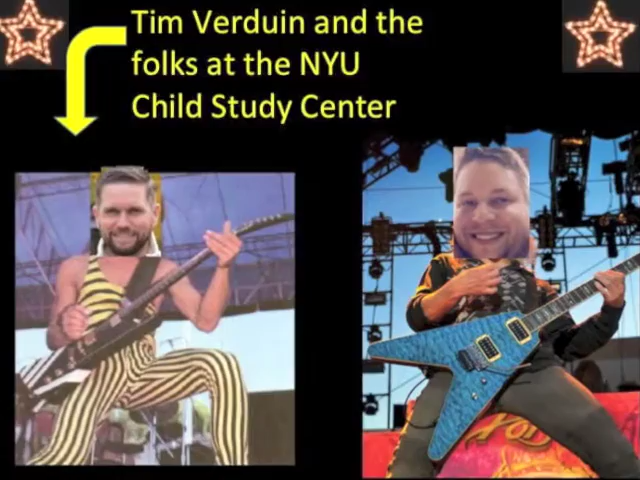 Tim Verduin and the
folks at the NYU
Child Study Center